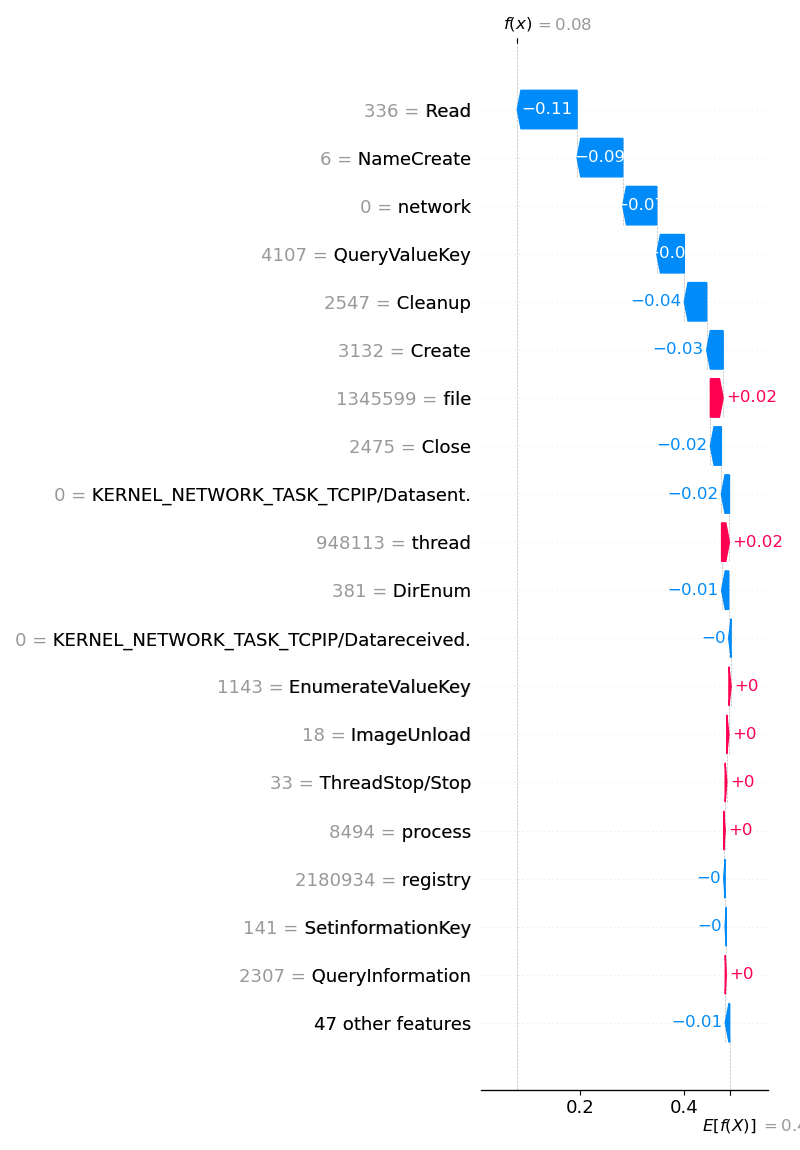 f(x) = 0.08
336 = Read −0.11
6 = NameCreate −0.09
0 = network
4107 = QueryValueKey
2547 = Cleanup −0.04
3132 = Create −0.03
1345599 = file +0.02
2475 = Close −0.02
0 = KERNEL_NETWORK_TASK_TCPIP/Datasent. −0.02
948113 = thread +0.02
381 = DirEnum −0.01
0 = KERNEL_NETWORK_TASK_TCPIP/Datareceived. −0
1143 = EnumerateValueKey +0
18 = ImageUnload +0
33 = ThreadStop/Stop +0
8494 = process +0
2180934 = registry −0
141 = SetinformationKey −0
2307 = QueryInformation +0
47 other features −0.01
0.2 0.4
E[f(X)] =